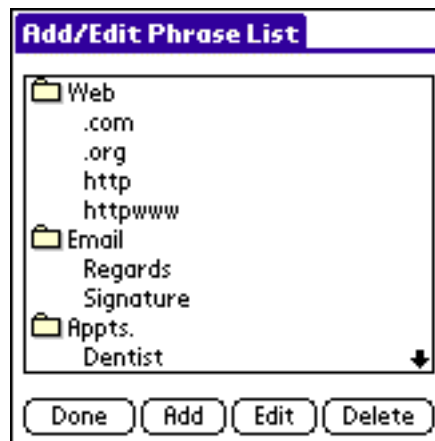 Add/Edit Phrase List
Web
.com
.org
http
httpwww
Email
Regards
Signature
Appts.
Dentist
Done Add Edit Delete